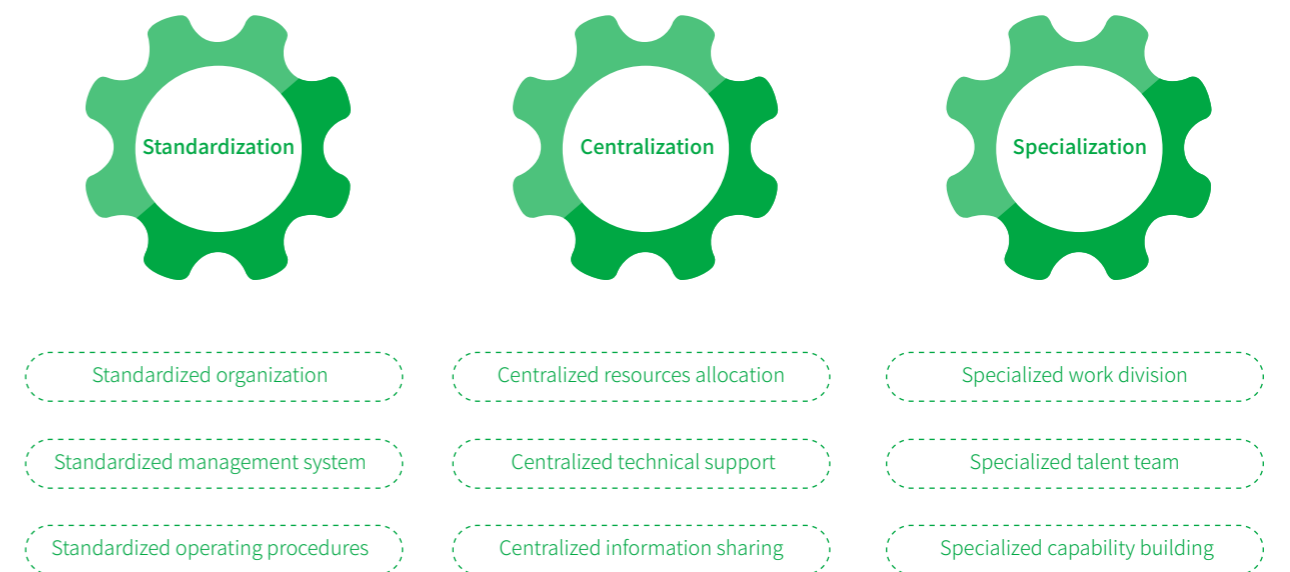 Standardization
Centralization
Specialization
Standardized organization
Centralized resources allocation
Specialized work division
Standardized management system
Centralized technical support
Specialized talent team
Standardized operating procedures
Centralized information sharing
Specialized capability building